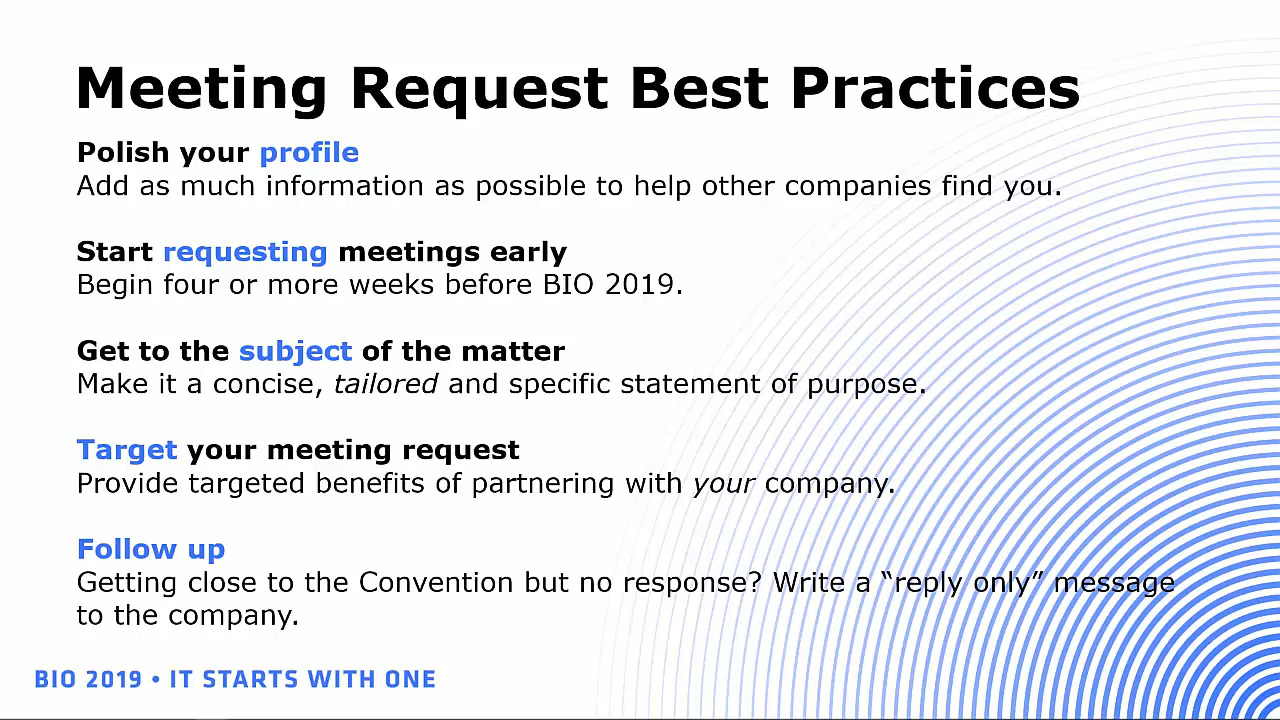 Meeting Request Best Practices
Polish your profile
Add as much information as possible to help other companies find you.
Start requesting meetings early
Begin four or more weeks before BIO 2019.
Get to the subject of the matter
Make it a concise, tailored and specific statement of purpose.
Target your meeting request
Provide targeted benefits of partnering with your company.
Follow up
Getting close to the Convention but no response? Write a “reply only” message
to the company.
BIO 2019 • IT STARTS WITH ONE